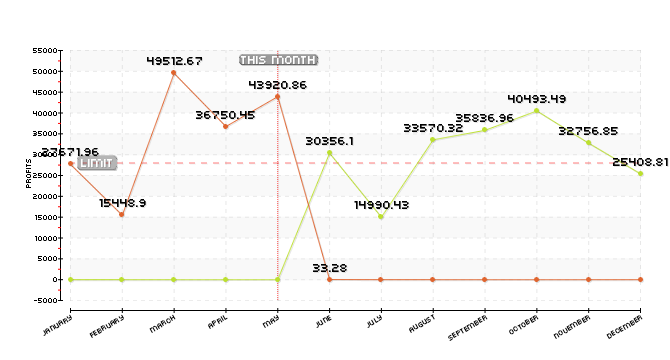 THIS MONTH
55000
50000
45000
40000
35000
30000
25000
20000
15000
10000
5000
0
-5000
PROFITS
LIMIT
27671.96
15448.9
49512.67
36750.45
43920.86
30356.1
33.28
14990.43
33570.32
35836.96
40493.49
32756.85
25408.81
JANUARY
FEBRUARY
MARCH
APRIL
MAY
JUNE
JULY
AUGUST
SEPTEMBER
OCTOBER
NOVEMBER
DECEMBER